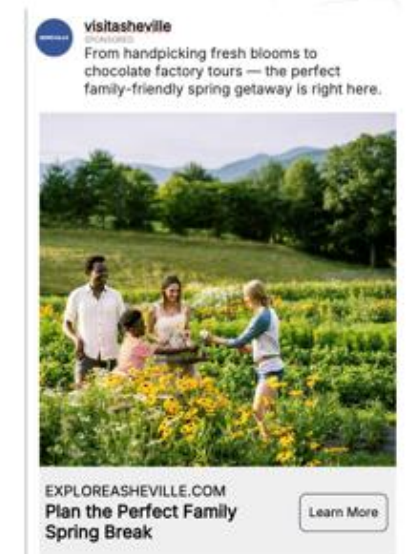 visitasheville
SPONSORED
From handpicking fresh blooms to
chocolate factory tours — the perfect
family-friendly spring getaway is right here.
EXPLOREASHEVILLE.COM
Plan the Perfect Family
Spring Break
Learn More